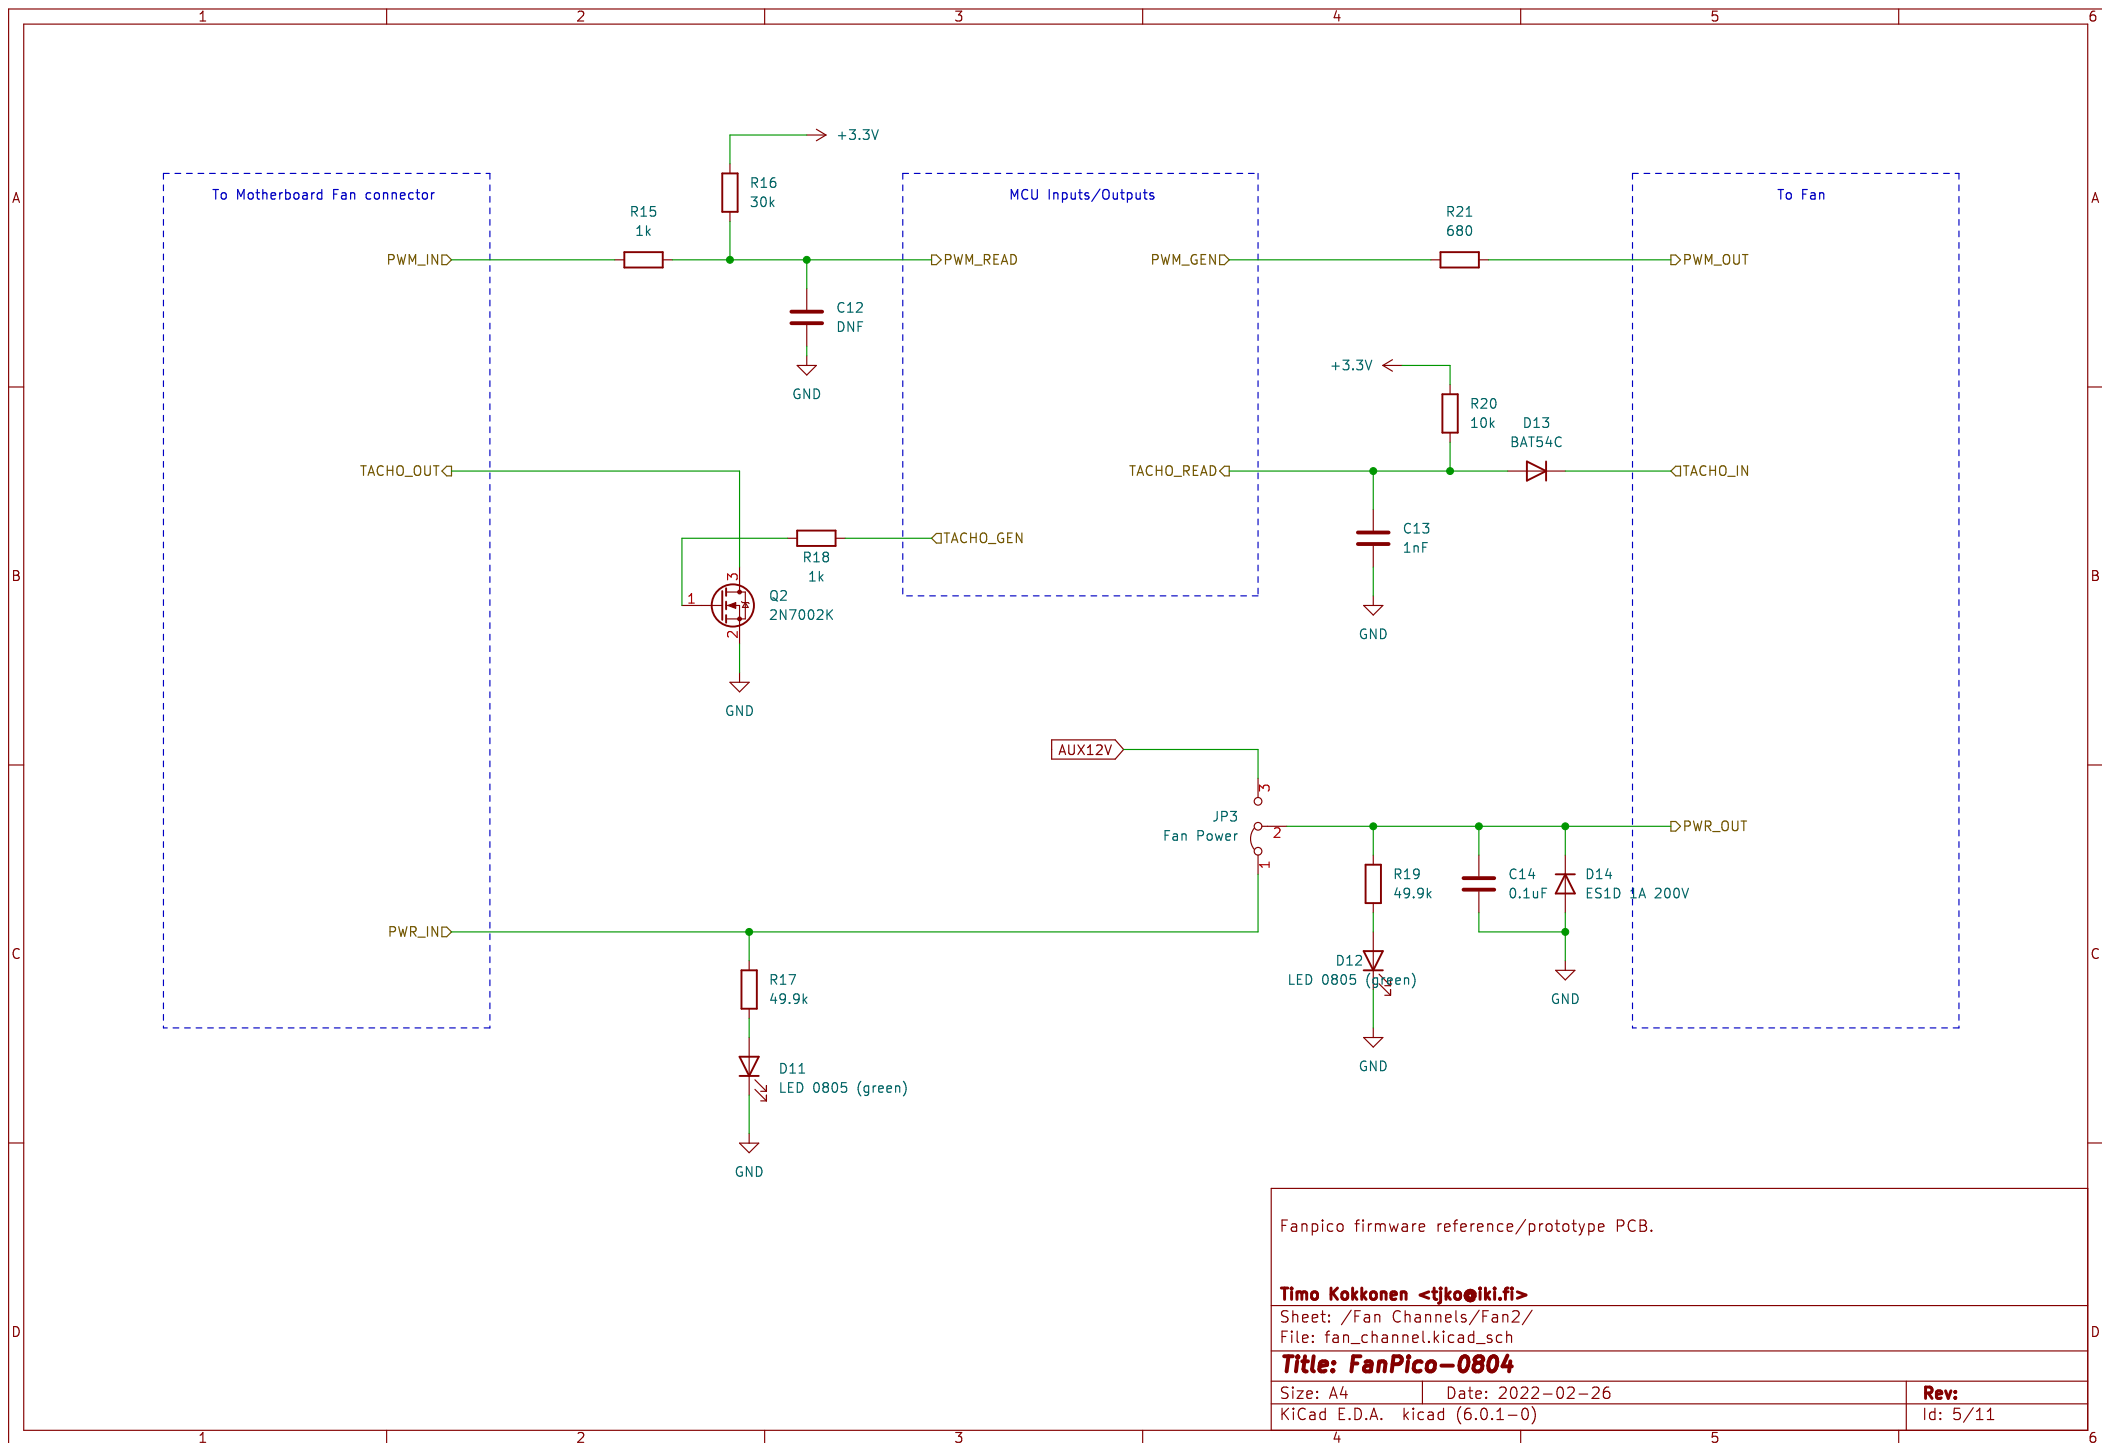 1 2 3 4 5 6
+3.3V
To Motherboard Fan connector
R16
30k
MCU Inputs/Outputs
To Fan
A
A
R15
1k
R21
680
PWM_IN
PWM_READ
PWM_GEN
PWM_OUT
C12
DNF
GND
+3.3V
R20
10k
D13
BAT54C
TACHO_OUT
TACHO_READ
TACHO_IN
TACHO_GEN
R18
1k
C13
1nF
GND
B
B
3
1
2
Q2
2N7002K
GND
AUX12V
3
JP3
Fan Power
2
1
PWR_OUT
R19
49.9k
C14
0.1uF
D14
ES1D 1A 200V
PWR_IN
C
C
D12
LED 0805 (green)
GND
GND
R17
49.9k
D11
LED 0805 (green)
GND
Fanpico firmware reference/prototype PCB.
Timo Kokkonen <tjko@iki.fi>
Sheet: /Fan Channels/Fan2/
File: fan_channel.kicad_sch
D
D
Title: FanPico-0804
Size: A4 Date: 2022-02-26 Rev:
KiCad E.D.A. kicad (6.0.1-0) Id: 5/11
1 2 3 4 5 6